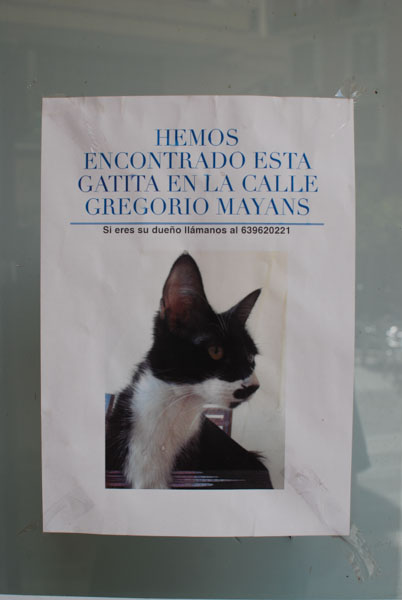 HEMOS
ENCONTRADO ESTA
GATITA EN LA CALLE
GREGORIO MAYANS
Si eres su dueño llámanos al 639620221